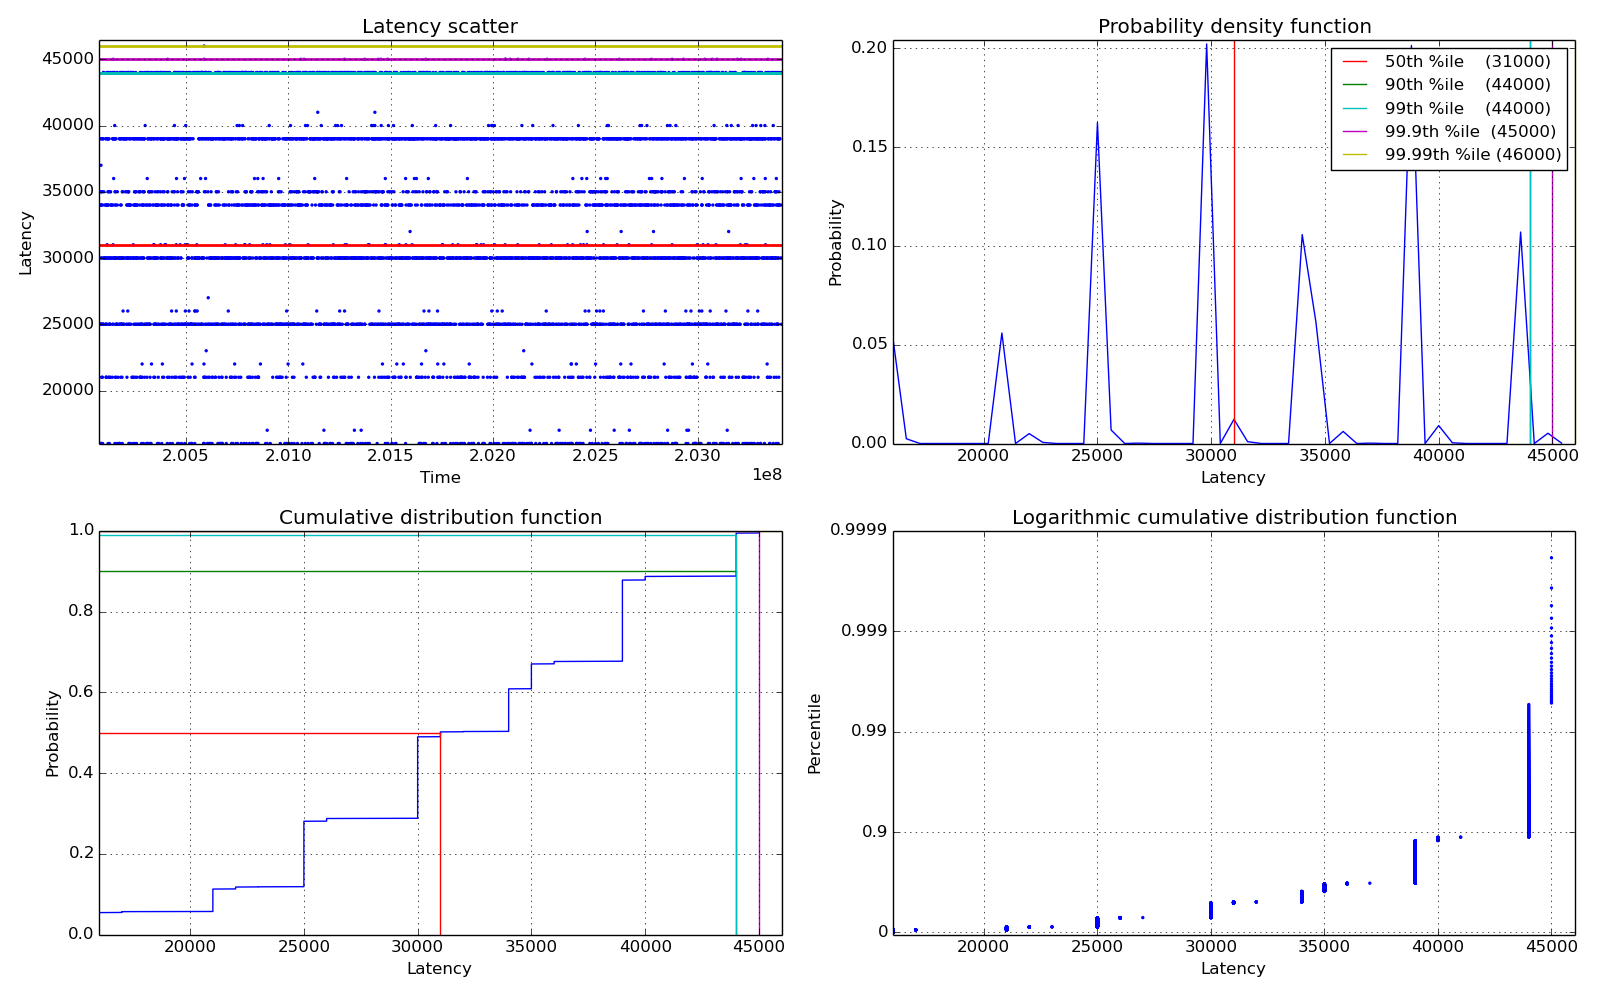 Latency scatter
45000
40000
35000
30000
25000
20000
Latency
2.005 2.010 2.015 2.020 2.025 2.030
1e8
Time
Probability density function
0.20
0.15
0.10
0.05
0.00
Probability
50th %ile (31000)
90th %ile (44000)
99th %ile (44000)
99.9th %ile (45000)
99.99th %ile (46000)
20000 25000 30000 35000 40000 45000
Latency
Cumulative distribution function
1.0
0.8
0.6
0.4
0.2
0.0
Probability
20000 25000 30000 35000 40000 45000
Latency
Logarithmic cumulative distribution function
0.9999
0.999
0.99
0.9
0
Percentile
20000 25000 30000 35000 40000 45000
Latency